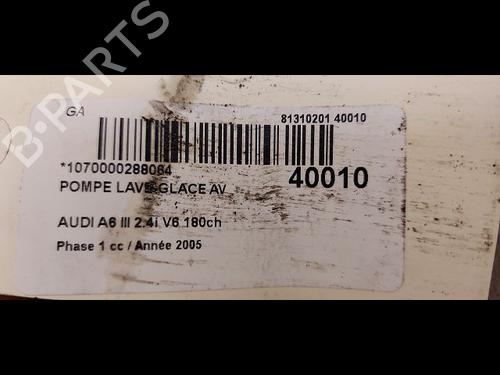 B-PARTS
GA
81310201 40010
*1070000288064
40010
POMPE LAVE-GLACE AV
AUDI A6 III 2.4i V6 180ch
Phase 1 cc / Année 2005